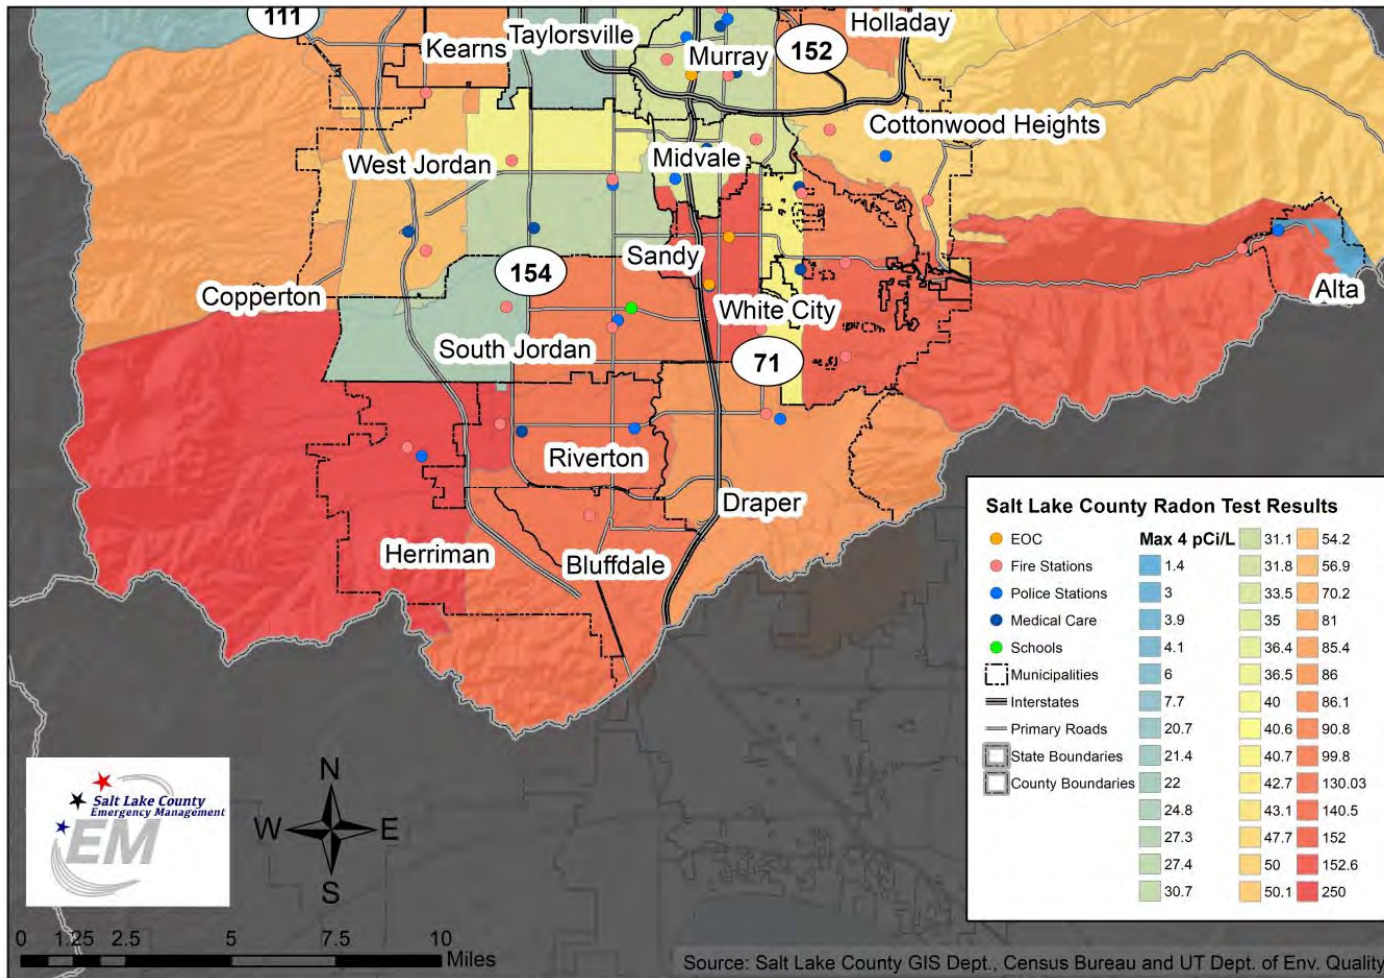 111
Taylorsville
Holladay
Kearns
Murray
152
Cottonwood Heights
West Jordan
Midvale
Sandy
154
Copperton
White City
Alta
South Jordan
71
Riverton
Draper
Herriman
Bluffdale
Salt Lake County Radon Test Results
EOC
Fire Stations
Police Stations
Medical Care
Schools
Municipalities
Interstates
Primary Roads
State Boundaries
County Boundaries
Max 4 pCi/L
1.4
3
3.9
4.1
6
7.7
20.7
21.4
22
24.8
27.3
27.4
30.7
31.1
31.8
33.5
35
36.4
36.5
40
40.6
40.7
42.7
43.1
47.7
50
50.1
54.2
56.9
70.2
81
85.4
86
86.1
90.8
99.8
130.03
140.5
152
152.6
250
Salt Lake County
Emergency Management
EM
N
W E
S
0 1.25 2.5 5 7.5 10
Miles
Source: Salt Lake County GIS Dept., Census Bureau and UT Dept. of Env. Quality